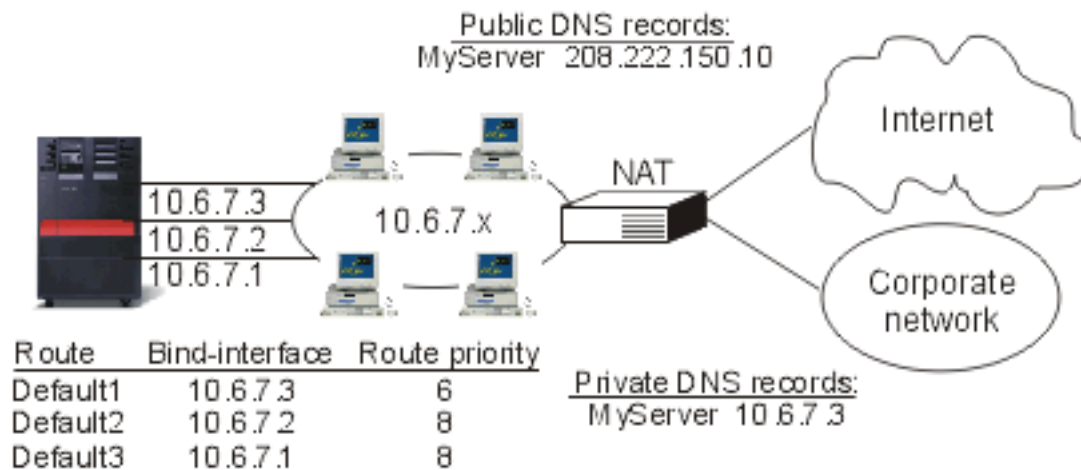 Public DNS records:
MyServer 208.222.150.10
Internet
NAT
10.6.7.3
10.6.7.2
10.6.7.1
10.6.7.x
Corporate
network
Route Bind-interface Route priority
Default1 10.6.7.3 6
Default2 10.6.7.2 8
Default3 10.6.7.1 8
Private DNS records:
MyServer 10.6.7.3